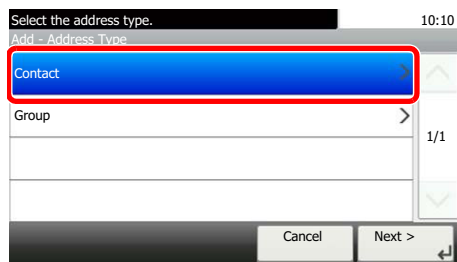 Select the address type.
10:10
Add - Address Type
Contact
Group
1/1
Cancel
Next >